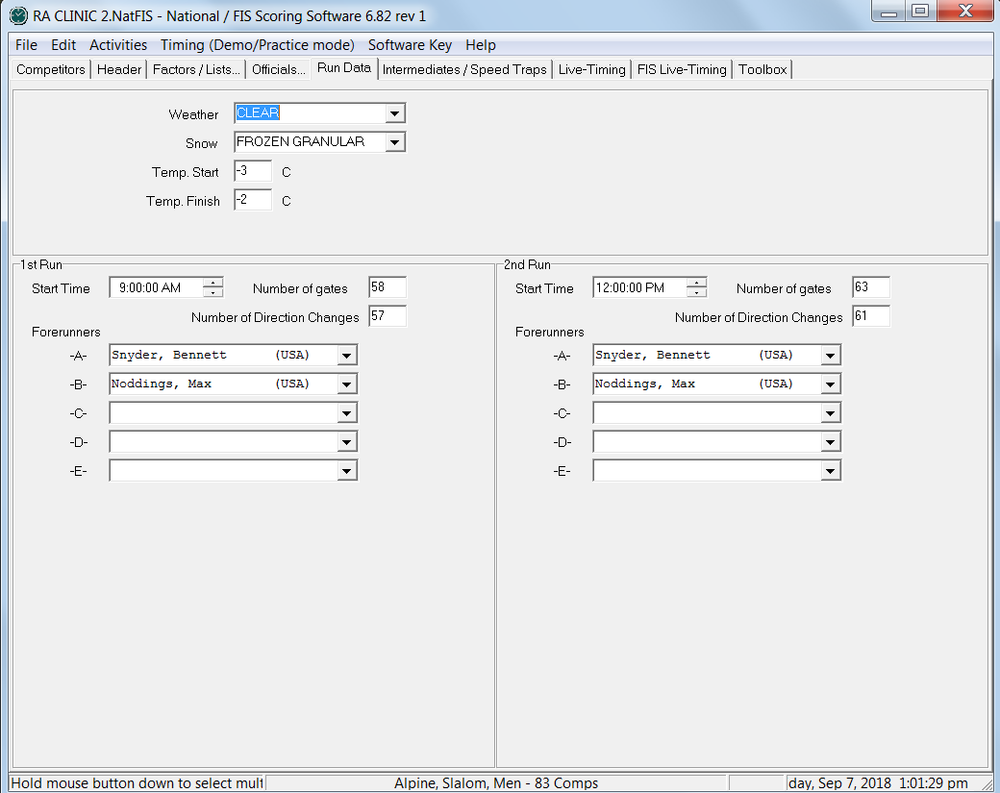 RA CLINIC 2.NatFIS - National / FIS Scoring Software 6.82 rev 1
File Edit Activities Timing (Demo/Practice mode) Software Key Help
Competitors Header Factors / Lists... Officials... Run Data Intermediates / Speed Traps Live-Timing FIS Live-Timing Toolbox
Weather CLEAR
Snow FROZEN GRANULAR
Temp. Start -3 C
Temp. Finish -2 C
1st Run
Start Time 9:00:00 AM Number of gates 58
Number of Direction Changes 57
Forerunners
-A- Snyder, Bennett (USA)
-B- Noddings, Max (USA)
-C-
-D-
-E-
2nd Run
Start Time 12:00:00 PM Number of gates 63
Number of Direction Changes 61
Forerunners
-A- Snyder, Bennett (USA)
-B- Noddings, Max (USA)
-C-
-D-
-E-
Hold mouse button down to select mult Alpine, Slalom, Men - 83 Comps day, Sep 7, 2018 1:01:29 pm